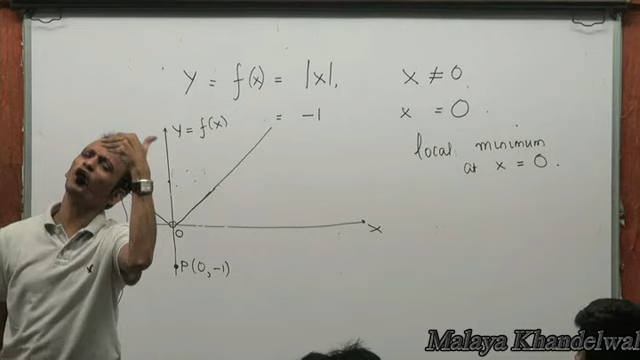 y = f(x) = |x|, x ≠ 0
= -1 x = 0.
local minimum
at x = 0.
y = f(x)
O
x
P(0,-1)
Malaya Khandelwal